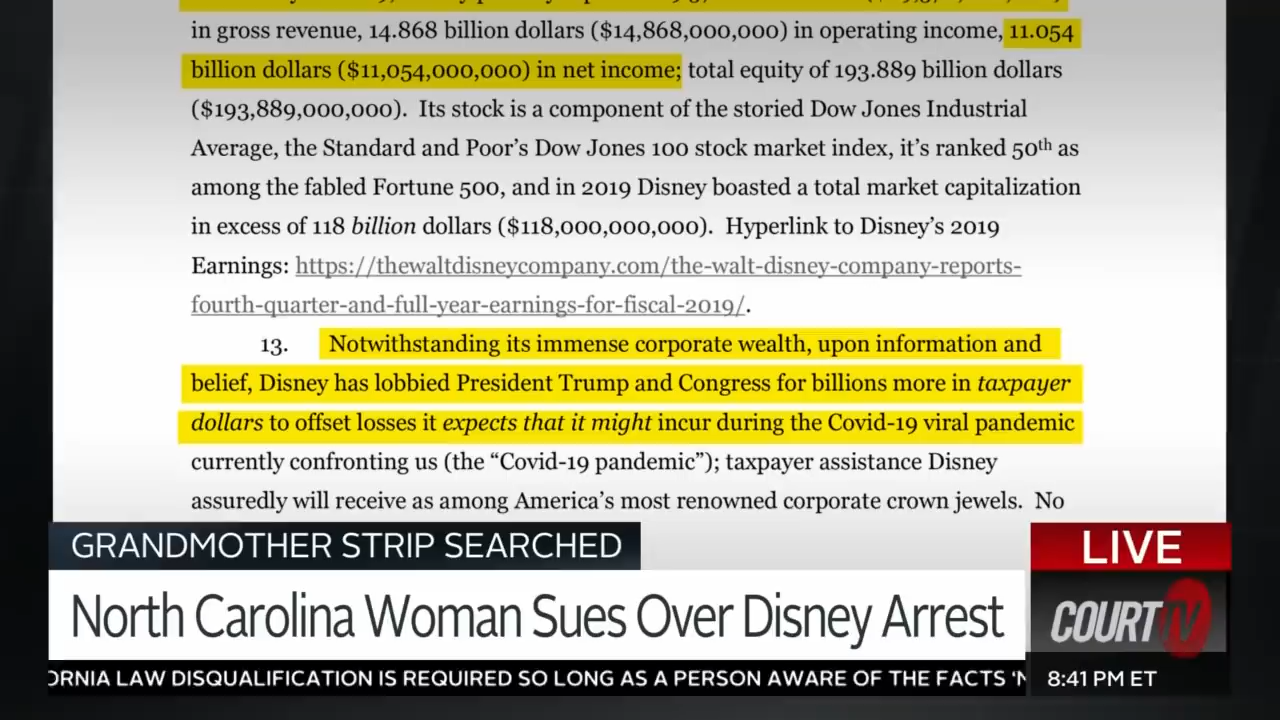 in gross revenue, 14.868 billion dollars ($14,868,000,000) in operating income, 11.054
billion dollars ($11,054,000,000) in net income; total equity of 193.889 billion dollars
($193,889,000,000). Its stock is a component of the storied Dow Jones Industrial
Average, the Standard and Poor's Dow Jones 100 stock market index, it's ranked 50th as
among the fabled Fortune 500, and in 2019 Disney boasted a total market capitalization
in excess of 118 billion dollars ($118,000,000,000). Hyperlink to Disney's 2019
Earnings: https://thewaltdisneycompany.com/the-walt-disney-company-reports-
fourth-quarter-and-full-year-earnings-for-fiscal-2019/.
13. Notwithstanding its immense corporate wealth, upon information and
belief, Disney has lobbied President Trump and Congress for billions more in taxpayer
dollars to offset losses it expects that it might incur during the Covid-19 viral pandemic
currently confronting us (the “Covid-19 pandemic”); taxpayer assistance Disney
assuredly will receive as among America's most renowned corporate crown jewels. No
GRANDMOTHER STRIP SEARCHED
LIVE
North Carolina Woman Sues Over Disney Arrest
COURT TV
ORNIA LAW DISQUALIFICATION IS REQUIRED SO LONG AS A PERSON AWARE OF THE FACTS
8:41 PM ET